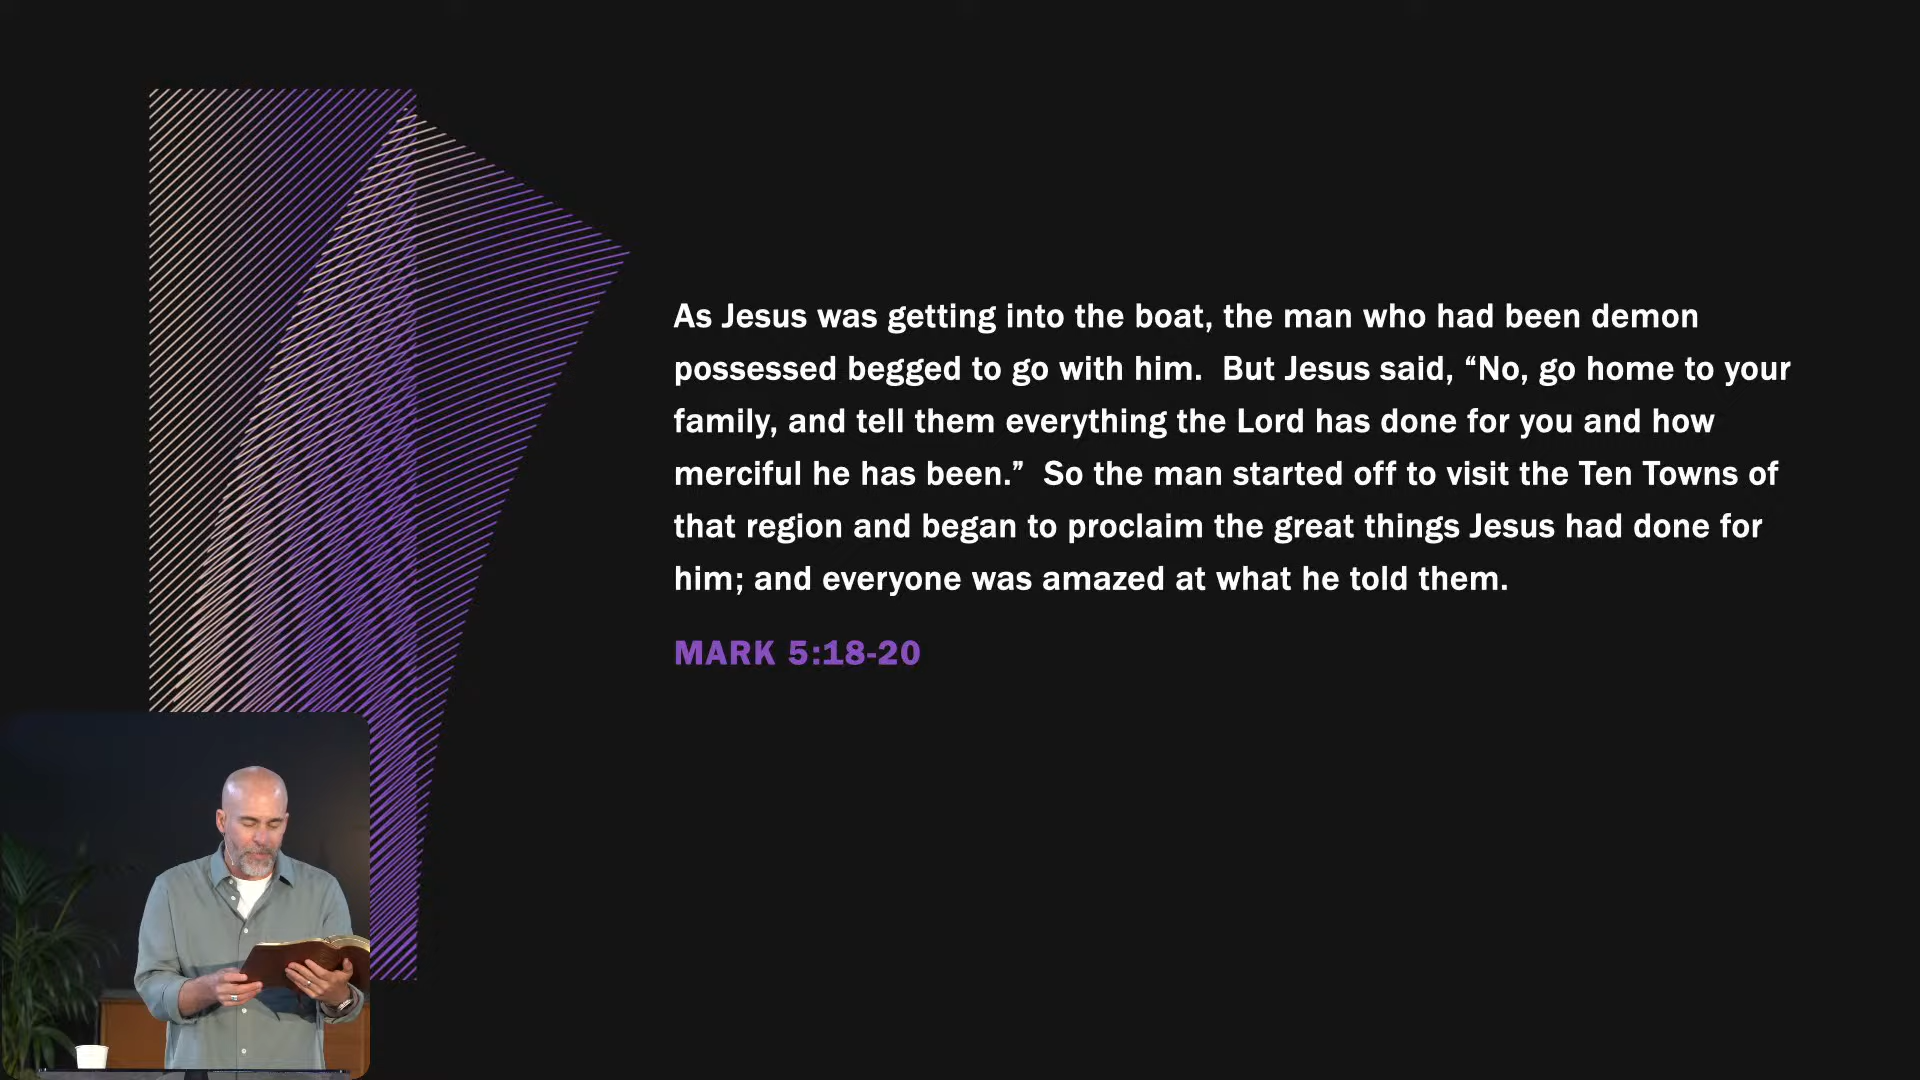 As Jesus was getting into the boat, the man who had been demon
possessed begged to go with him.  But Jesus said, “No, go home to your
family, and tell them everything the Lord has done for you and how
merciful he has been.”  So the man started off to visit the Ten Towns of
that region and began to proclaim the great things Jesus had done for
him; and everyone was amazed at what he told them.
MARK 5:18-20